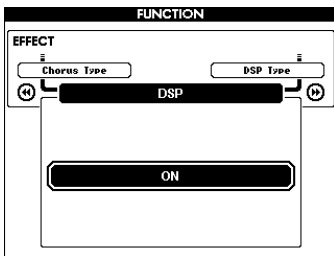 FUNCTION
EFFECT
Chorus Type
DSP Type
DSP
ON